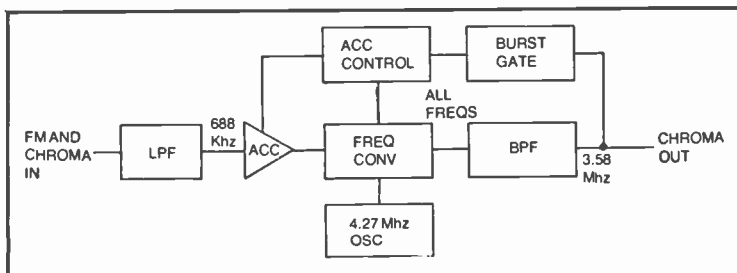 ACC
CONTROL
BURST
GATE
ALL
FREQS
FM AND
CHROMA
IN
LPF
688
Khz
ACC
FREQ
CONV
BPF
3.58
Mhz
CHROMA
OUT
4.27 Mhz
OSC